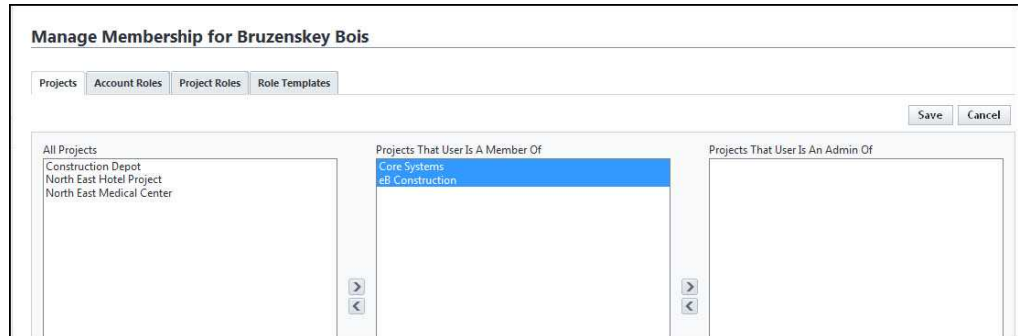 Manage Membership for Bruzenskey Bois
Projects Account Roles Project Roles Role Templates
Save Cancel
All Projects
Construction Depot
North East Hotel Project
North East Medical Center
Projects That User Is A Member Of
Core Systems
eB Construction
Projects That User Is An Admin Of